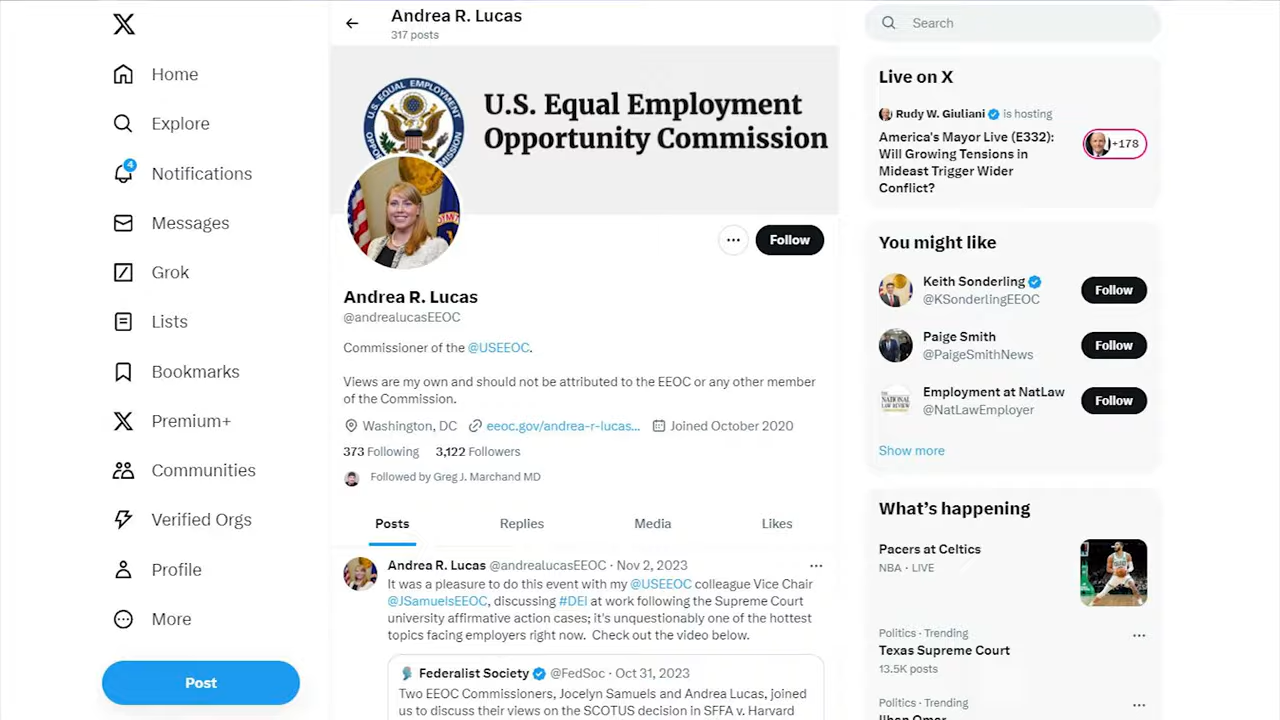 Home
Explore
4
Notifications
Messages
Grok
Lists
Bookmarks
Premium+
Communities
Verified Orgs
Profile
More
Post
Andrea R. Lucas
317 posts
U.S. EQUAL EMPLOYMENT
U.S. Equal Employment
Opportunity Commission
Follow
Andrea R. Lucas
@andrealucasEEOC
Commissioner of the @USEEOC.
Views are my own and should not be attributed to the EEOC or any other member
of the Commission.
Washington, DC eeoc.gov/andrea-r-lucas... Joined October 2020
373 Following 3,122 Followers
Followed by Greg J. Marchand MD
Posts Replies Media Likes
Andrea R. Lucas @andrealucasEEOC · Nov 2, 2023
It was a pleasure to do this event with my @USEEOC colleague Vice Chair
@JSamuelsEEOC, discussing #DEI at work following the Supreme Court
university affirmative action cases; it's unquestionably one of the hottest
topics facing employers right now. Check out the video below.
Federalist Society @FedSoc · Oct 31, 2023
Two EEOC Commissioners, Jocelyn Samuels and Andrea Lucas, joined
us to discuss their views on the SCOTUS decision in SFFA v. Harvard
Search
Live on X
Rudy W. Giuliani is hosting
America's Mayor Live (E332):
Will Growing Tensions in
Mideast Trigger Wider
Conflict?
+178
You might like
Keith Sonderling
@KSonderlingEEOC
Follow
Paige Smith
@PaigeSmithNews
Follow
THE NATIONAL LAW REVIEW
Employment at NatLaw
@NatLawEmployer
Follow
Show more
What's happening
Pacers at Celtics
NBA · LIVE
Politics · Trending
Texas Supreme Court
13.5K posts
Politics · Trending
Ilhan Omar